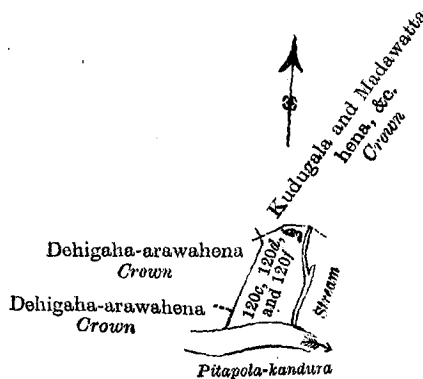 Kudugala and Madawatta
hena, &c.
Crown
Dehigaha-arawahena
Crown
120c, 120d,
and 120f
Dehigaha-arawahena
Crown
Stream
Pitapola-kandura